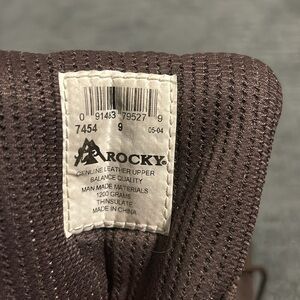 0 91483 79527 9
7454 9 05-04
ROCKY®
GENUINE LEATHER UPPER
BALANCE QUALITY
MAN MADE MATERIALS
1200 GRAMS
THINSULATE
MADE IN CHINA